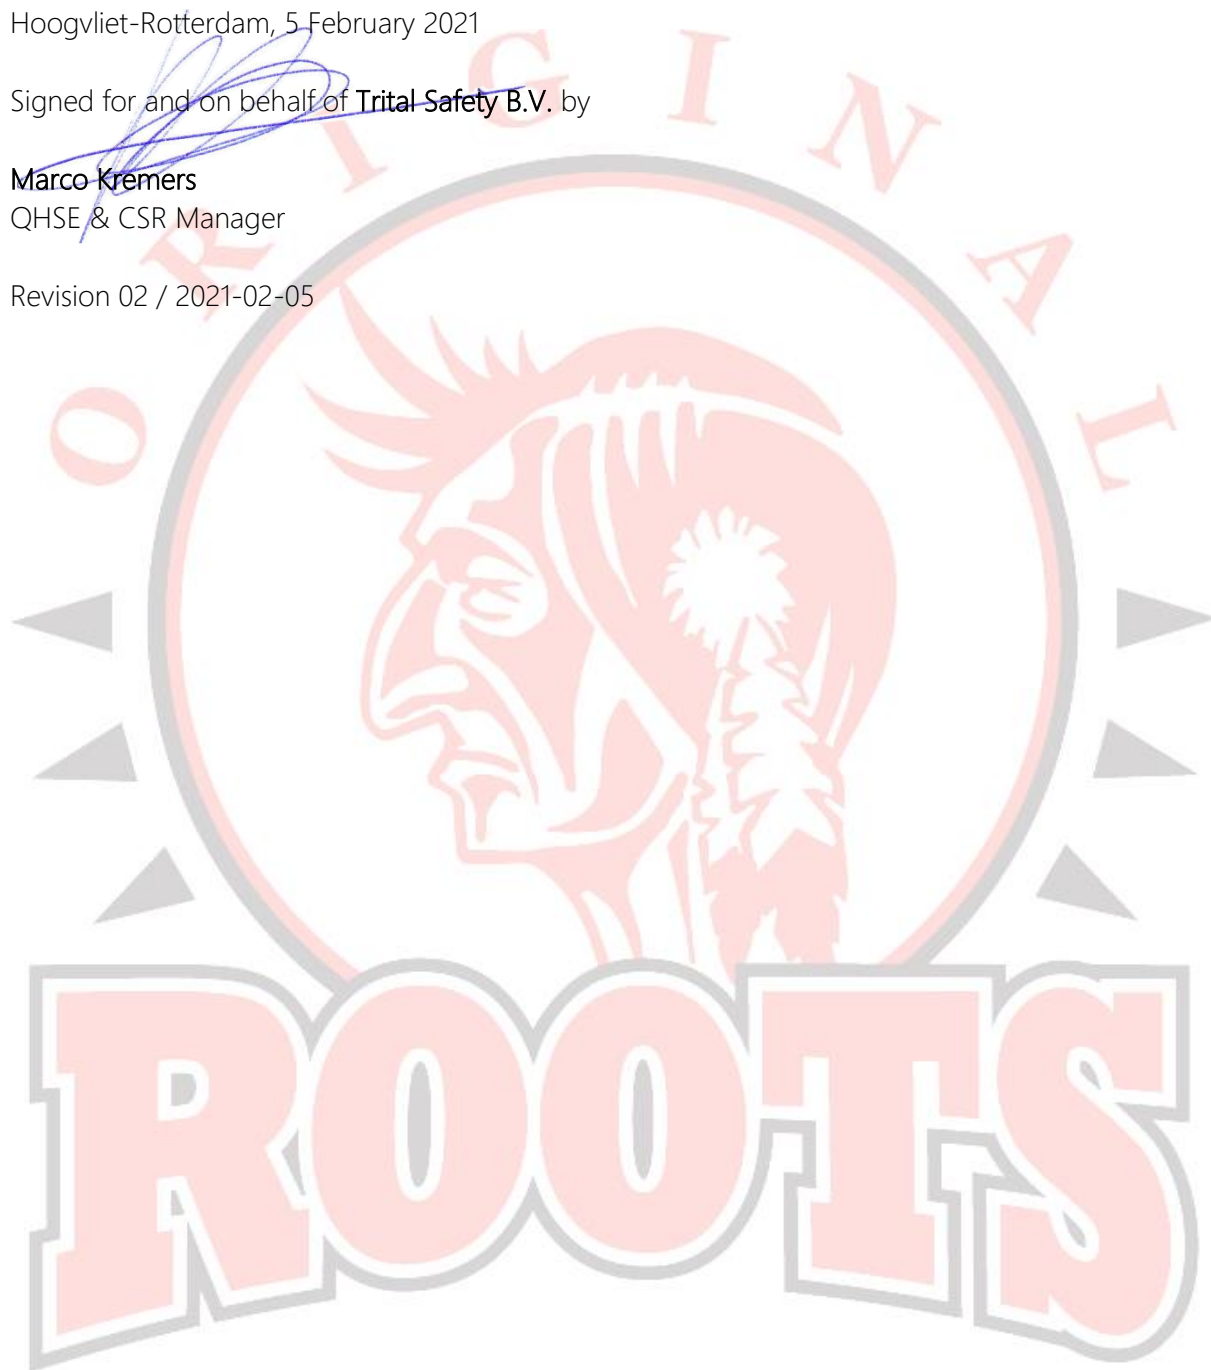 Hoogvliet-Rotterdam, 5 February 2021
Signed for and on behalf of Trital Safety B.V. by
Marco Kremers
QHSE & CSR Manager
Revision 02 / 2021-02-05
ORIGINAL
ROOTS